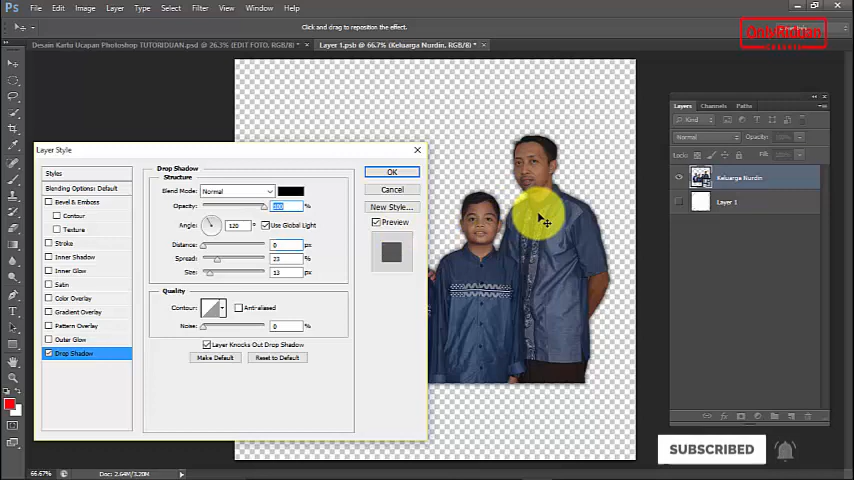 Ps File Edit Image Layer Type Select Filter View Window Help
Click and drag to reposition the effect.
OnlyRiduan
Desain Kartu Ucapan Photoshop TUTORIDUAN.psd @ 26.3% (EDIT FOTO, RGB/8) * × Layer 1.psb @ 66.7% (Keluarga Nurdin, RGB/8) * ×
Layer Style
Styles
Blending Options: Default
Bevel & Emboss
Contour
Texture
Stroke
Inner Shadow
Inner Glow
Satin
Color Overlay
Gradient Overlay
Pattern Overlay
Outer Glow
Drop Shadow
Drop Shadow
Structure
Blend Mode: Normal
Opacity: 100 %
Angle: 120 ° Use Global Light
Distance: 0 px
Spread: 23 %
Size: 13 px
Quality
Contour: Anti-aliased
Noise: 0 %
Layer Knocks Out Drop Shadow
Make Default Reset to Default
OK
Cancel
New Style...
Preview
Layers Channels Paths
Kind
Normal Opacity:
Lock: Fill:
Keluarga Nurdin
Layer 1
SUBSCRIBED
66.67% Doc: 2.64M/3.20M